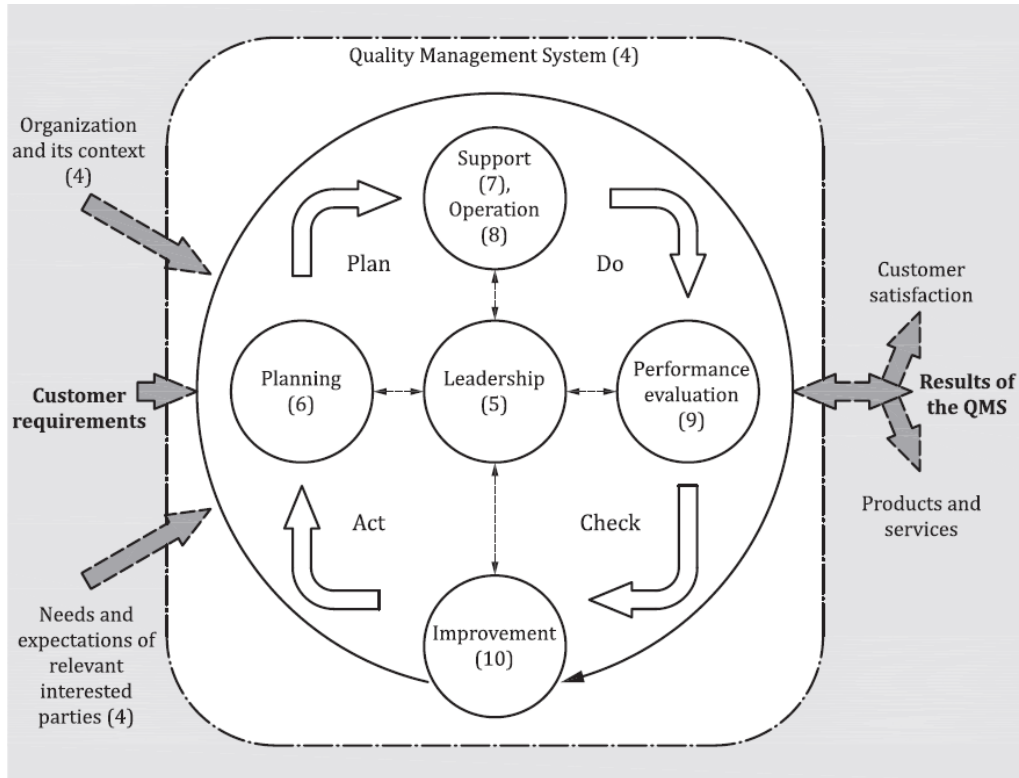 Quality Management System (4)
Organization
and its context
(4)
Support
(7),
Operation
(8)
Plan
Do
Customer
satisfaction
Planning
(6)
Leadership
(5)
Performance
evaluation
(9)
Customer
requirements
Results of
the QMS
Act
Check
Products and
services
Improvement
(10)
Needs and
expectations of
relevant
interested
parties (4)